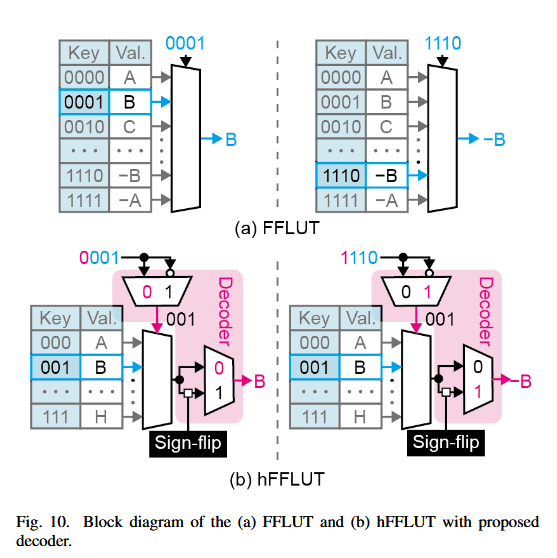 0001
1110
Key Val.
0000 A
0001 B
0010 C
... ...
1110 −B
1111 −A
B
Key Val.
0000 A
0001 B
0010 C
... ...
1110 −B
1111 −A
−B
(a) FFLUT
0001
0 1
001
Decoder
Key Val.
000 A
001 B
... ...
111 H
0
1
B
Sign-flip
1110
0 1
001
Decoder
Key Val.
000 A
001 B
... ...
111 H
0
1
−B
Sign-flip
(b) hFFLUT
Fig. 10. Block diagram of the (a) FFLUT and (b) hFFLUT with proposed
decoder.